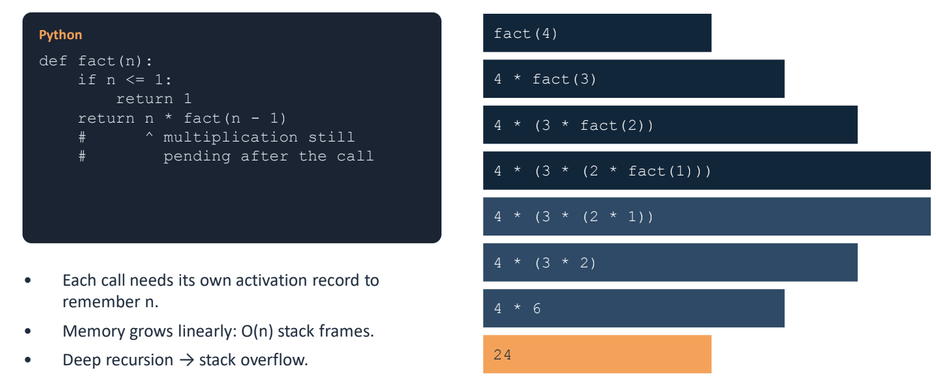 Python
def fact(n):
    if n <= 1:
        return 1
    return n * fact(n - 1)
    #      ^ multiplication still
    #        pending after the call
• Each call needs its own activation record to
remember n.
• Memory grows linearly: O(n) stack frames.
• Deep recursion → stack overflow.
fact(4)
4 * fact(3)
4 * (3 * fact(2))
4 * (3 * (2 * fact(1)))
4 * (3 * (2 * 1))
4 * (3 * 2)
4 * 6
24